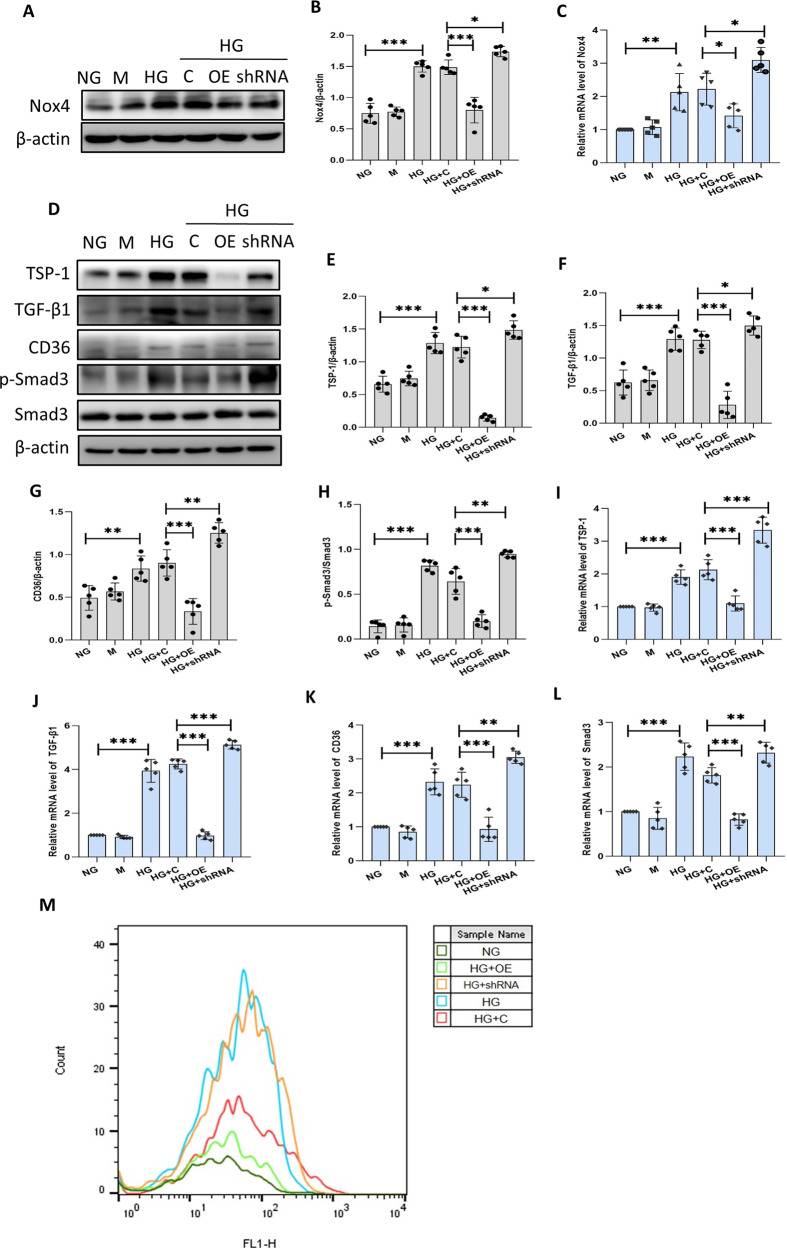 A
HG
NG M HG C OE shRNA
Nox4
β-actin
B
Nox4/β-actin
2.0
1.5
1.0
0.5
0.0
***
***
*
NG M HG HG+C HG+OE HG+shRNA
C
Relative mRNA level of Nox4
4
3
2
1
0
**
*
*
NG M HG HG+C HG+OE HG+shRNA
D
HG
NG M HG C OE shRNA
TSP-1
TGF-β1
CD36
p-Smad3
Smad3
β-actin
E
TSP-1/β-actin
2.0
1.5
1.0
0.5
0.0
***
***
*
NG M HG HG+C HG+OE HG+shRNA
F
TGF-β1/β-actin
2.0
1.5
1.0
0.5
0.0
***
***
*
NG M HG HG+C HG+OE HG+shRNA
G
CD36/β-actin
1.5
1.0
0.5
0.0
**
***
**
NG M HG HG+C HG+OE HG+shRNA
H
p-Smad3/Smad3
1.5
1.0
0.5
0.0
***
***
**
NG M HG HG+C HG+OE HG+shRNA
I
Relative mRNA level of TSP-1
4
3
2
1
0
***
***
***
NG M HG HG+C HG+OE HG+shRNA
J
Relative mRNA level of TGF-β1
6
4
2
0
***
***
***
NG M HG HG+C HG+OE HG+shRNA
K
Relative mRNA level of CD36
4
3
2
1
0
***
***
**
NG M HG HG+C HG+OE HG+shRNA
L
Relative mRNA level of Smad3
3
2
1
0
***
***
**
NG M HG HG+C HG+OE HG+shRNA
M
Count
40
30
20
10
0
10^0 10^1 10^2 10^3 10^4
FL1-H
Sample Name
NG
HG+OE
HG+shRNA
HG
HG+C